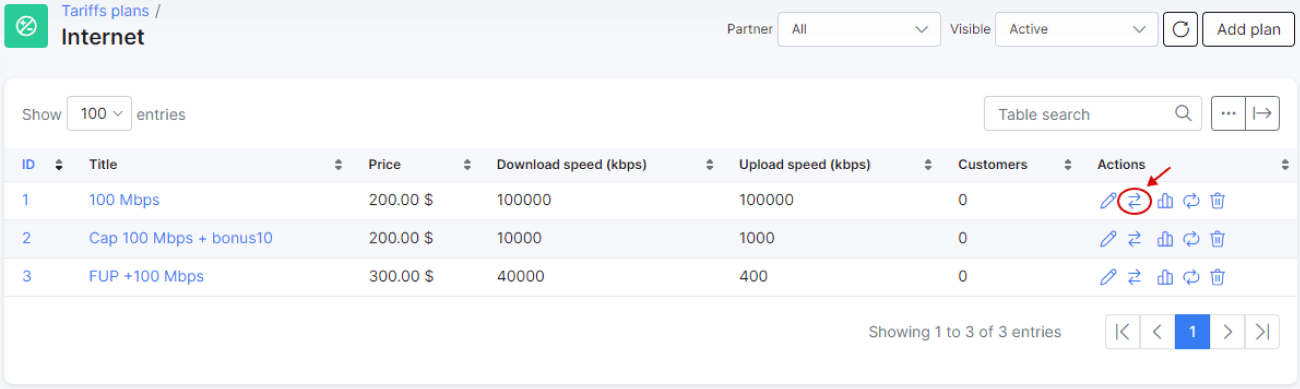 Tariffs plans /
Internet
Partner All Visible Active Add plan
Show 100 entries Table search ...
ID Title Price Download speed (kbps) Upload speed (kbps) Customers Actions
1 100 Mbps 200.00 $ 100000 100000 0
2 Cap 100 Mbps + bonus10 200.00 $ 10000 1000 0
3 FUP +100 Mbps 300.00 $ 40000 400 0
Showing 1 to 3 of 3 entries 1